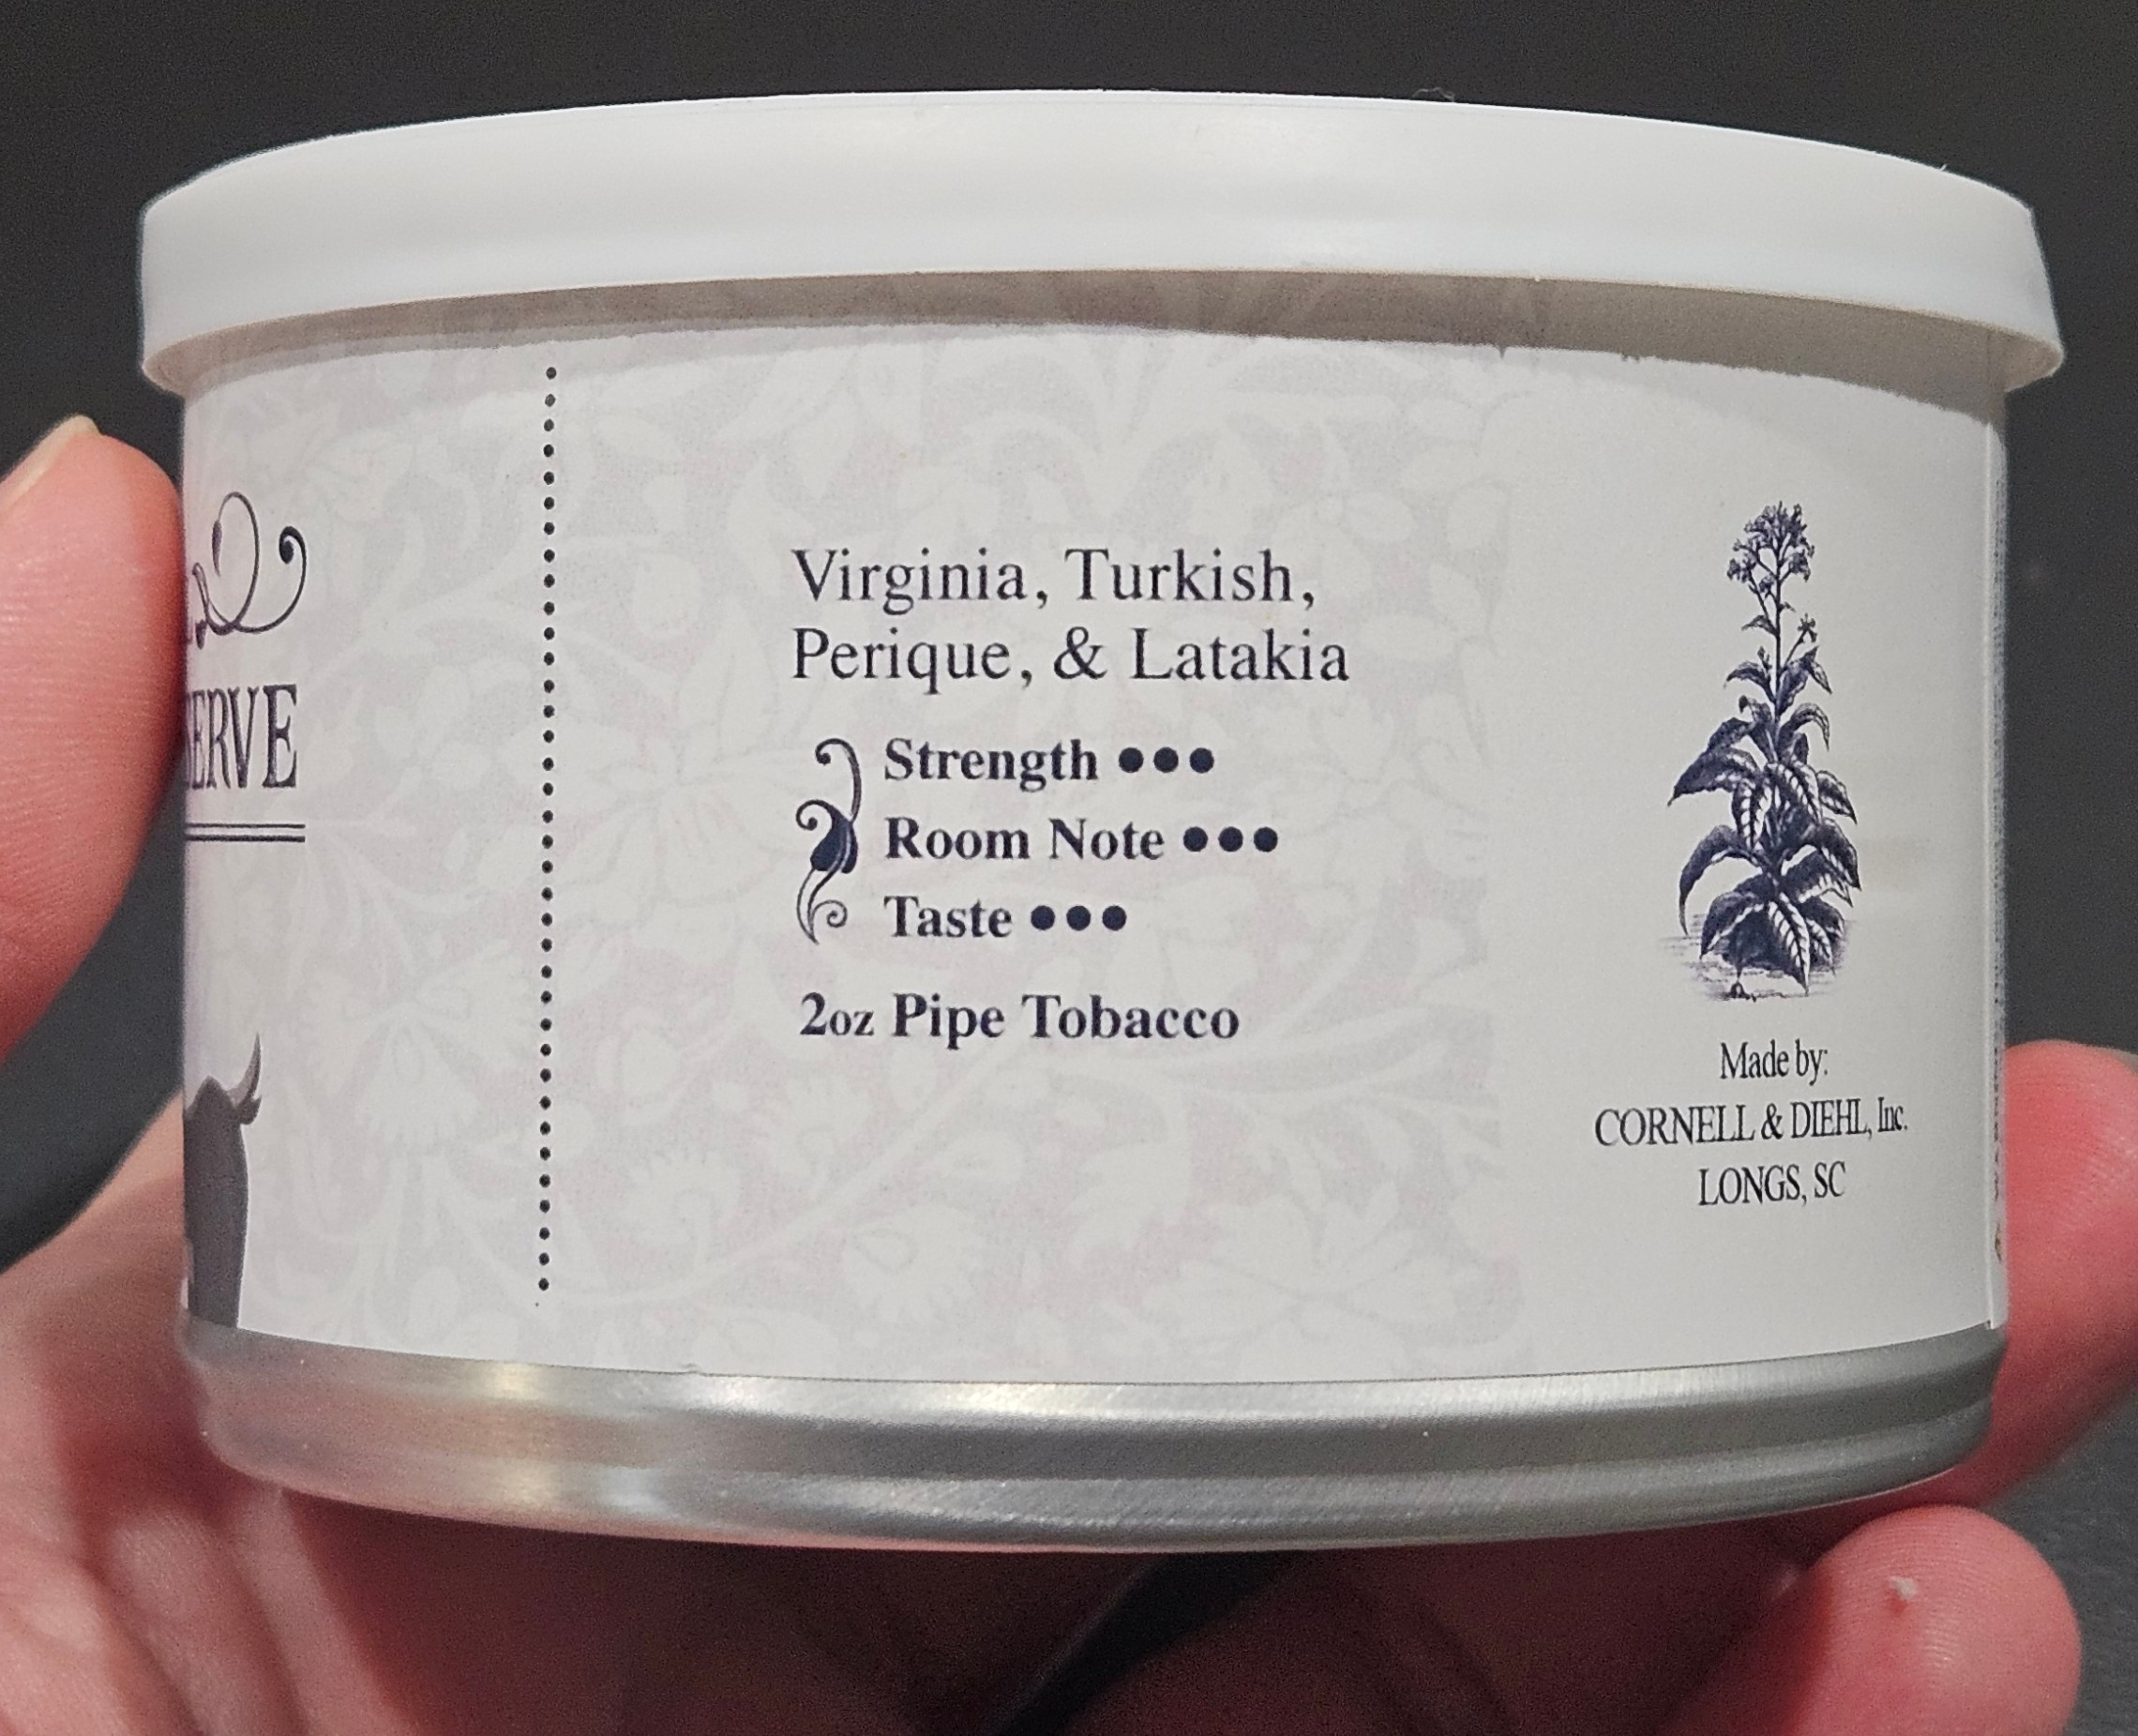 ERVE
Virginia, Turkish,
Perique, & Latakia
Strength •••
Room Note •••
Taste •••
2oz Pipe Tobacco
Made by:
CORNELL & DIEHL, Inc.
LONGS, SC